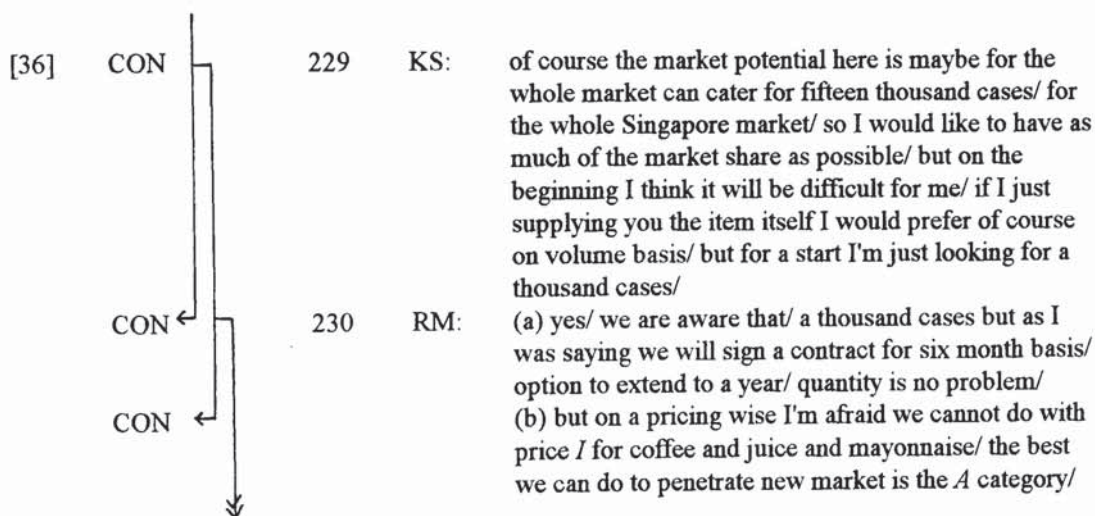 [36] CON 229 KS: of course the market potential here is maybe for the
whole market can cater for fifteen thousand cases/ for
the whole Singapore market/ so I would like to have as
much of the market share as possible/ but on the
beginning I think it will be difficult for me/ if I just
supplying you the item itself I would prefer of course
on volume basis/ but for a start I'm just looking for a
thousand cases/
CON 230 RM: (a) yes/ we are aware that/ a thousand cases but as I
was saying we will sign a contract for six month basis/
option to extend to a year/ quantity is no problem/
CON (b) but on a pricing wise I'm afraid we cannot do with
price I for coffee and juice and mayonnaise/ the best
we can do to penetrate new market is the A category/